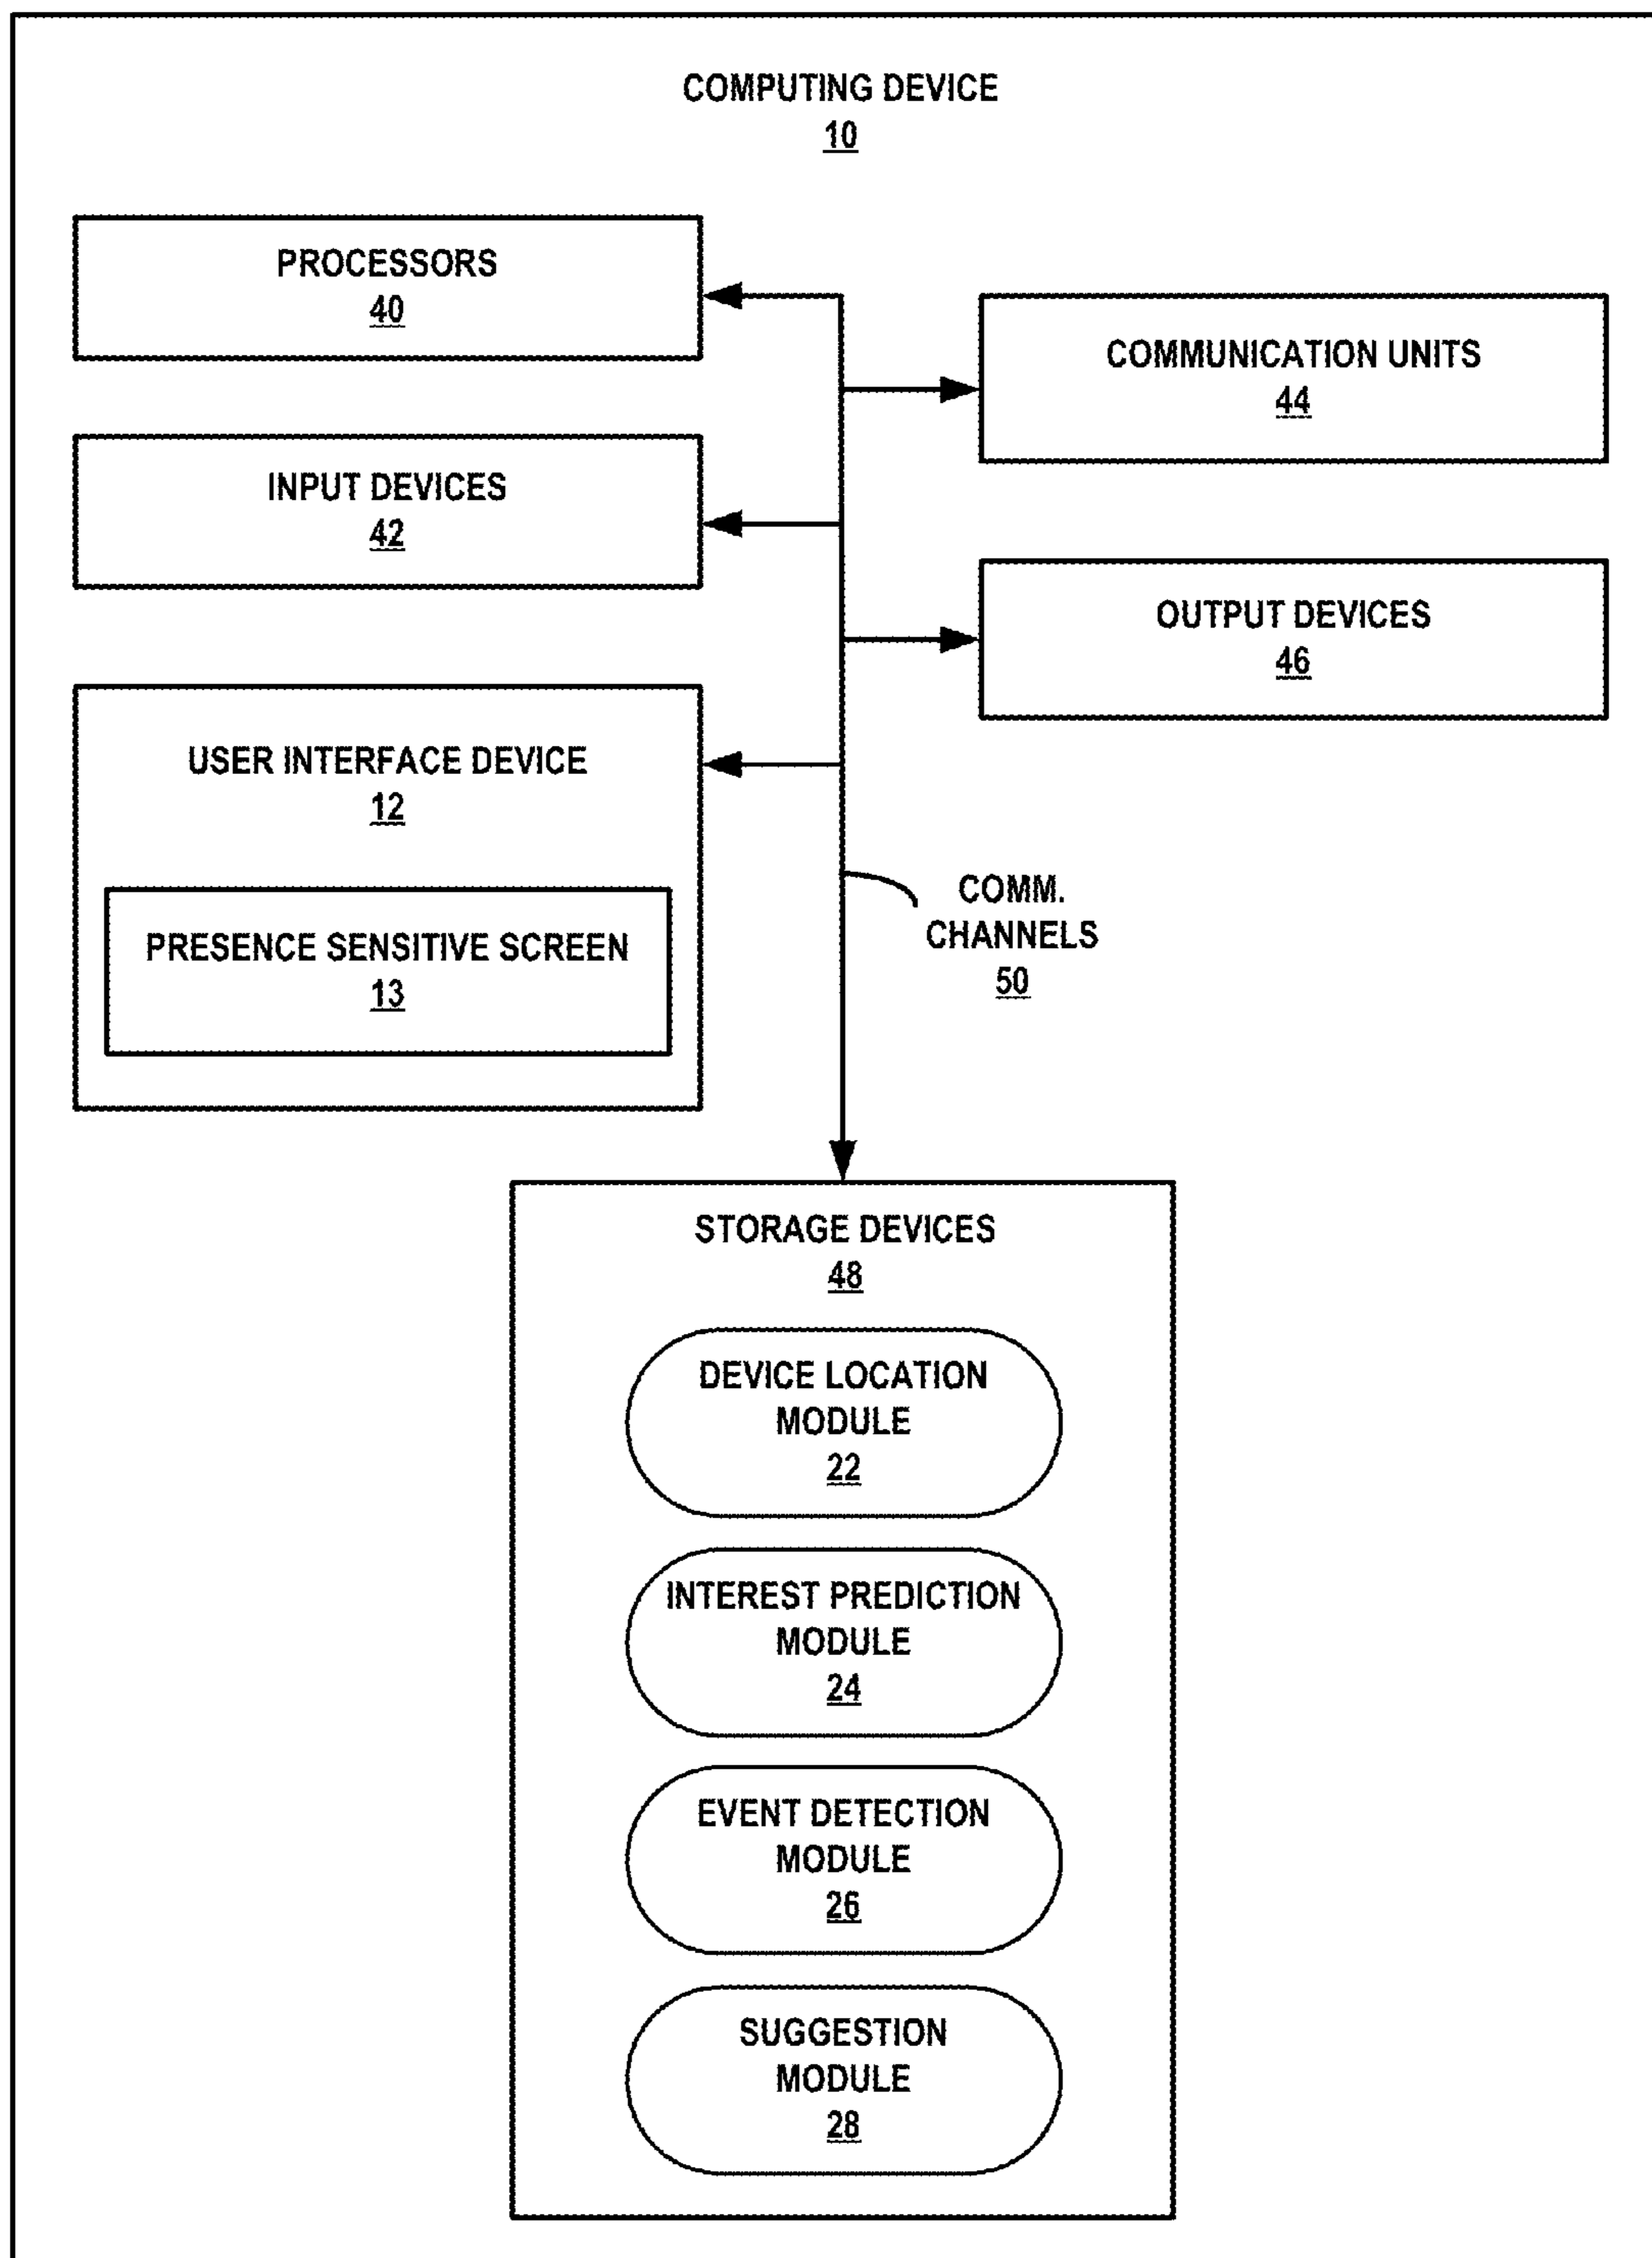 COMPUTING DEVICE
10
PROCESSORS
40
COMMUNICATION UNITS
44
INPUT DEVICES
42
OUTPUT DEVICES
46
USER INTERFACE DEVICE
12
PRESENCE SENSITIVE SCREEN
13
COMM.
CHANNELS
50
STORAGE DEVICES
48
DEVICE LOCATION
MODULE
22
INTEREST PREDICTION
MODULE
24
EVENT DETECTION
MODULE
26
SUGGESTION
MODULE
28